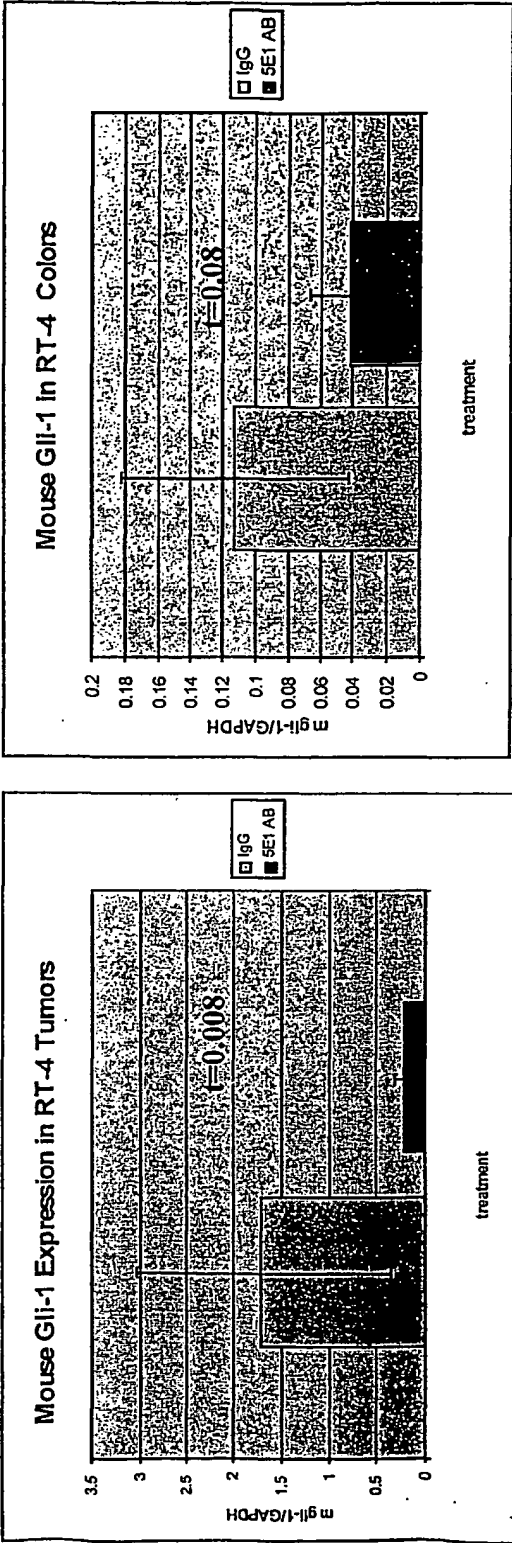 Mouse Gli-1 Expression in RT-4 Tumors
3.5
3
2.5
2
1.5
1
0.5
0
m gli-1/GAPDH
t=0.008
treatment
IgG
5E1 AB
Mouse Gli-1 in RT-4 Colons
0.2
0.18
0.16
0.14
0.12
0.1
0.08
0.06
0.04
0.02
0
m gli-1/GAPDH
t=0.08
treatment
IgG
5E1 AB